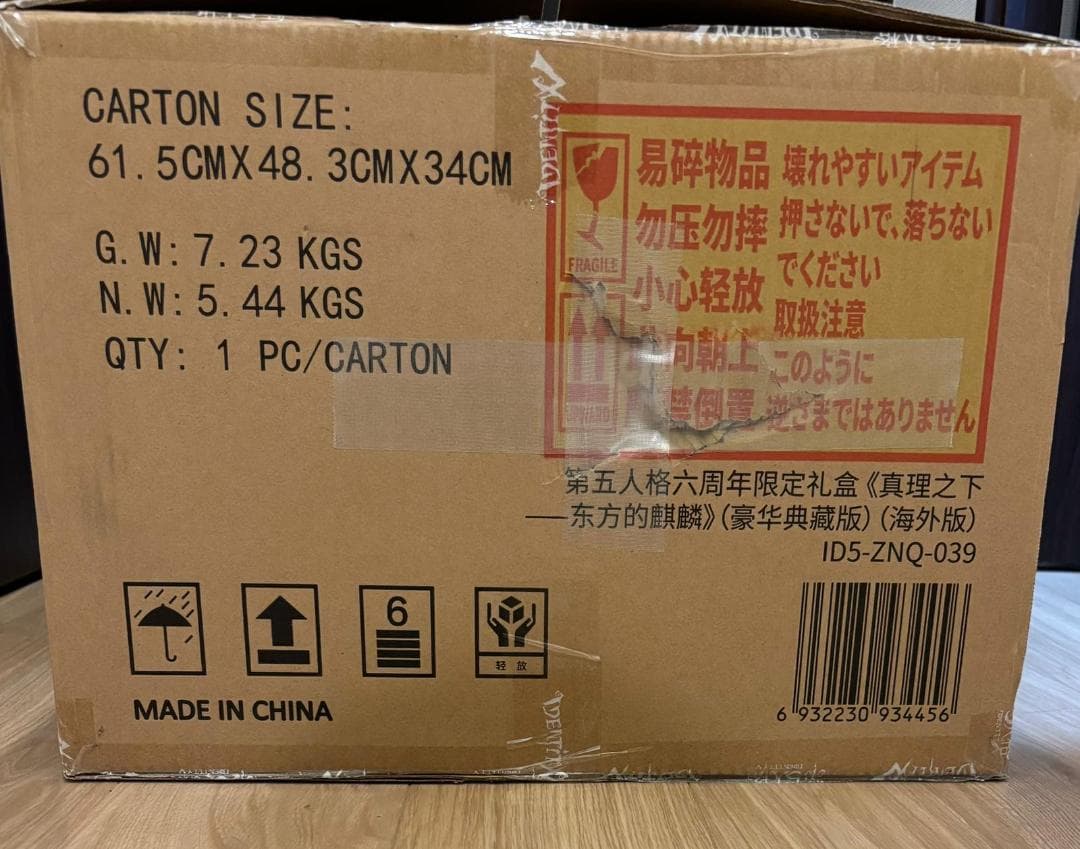 CARTON SIZE:
61.5CMX48.3CMX34CM
G.W:7.23 KGS
N.W:5.44 KGS
QTY: 1 PC/CARTON
FRAGILE
易碎物品
勿压勿摔
小心轻放
向朝上
禁倒置
壊れやすいアイテム
押さないで、落ちない
でください
取扱注意
このように
逆さまではありません
第五人格六周年限定礼盒《真理之下
——东方的麒麟》(豪华典藏版)(海外版)
ID5-ZNQ-039
6
轻放
MADE IN CHINA
6 932230 934456